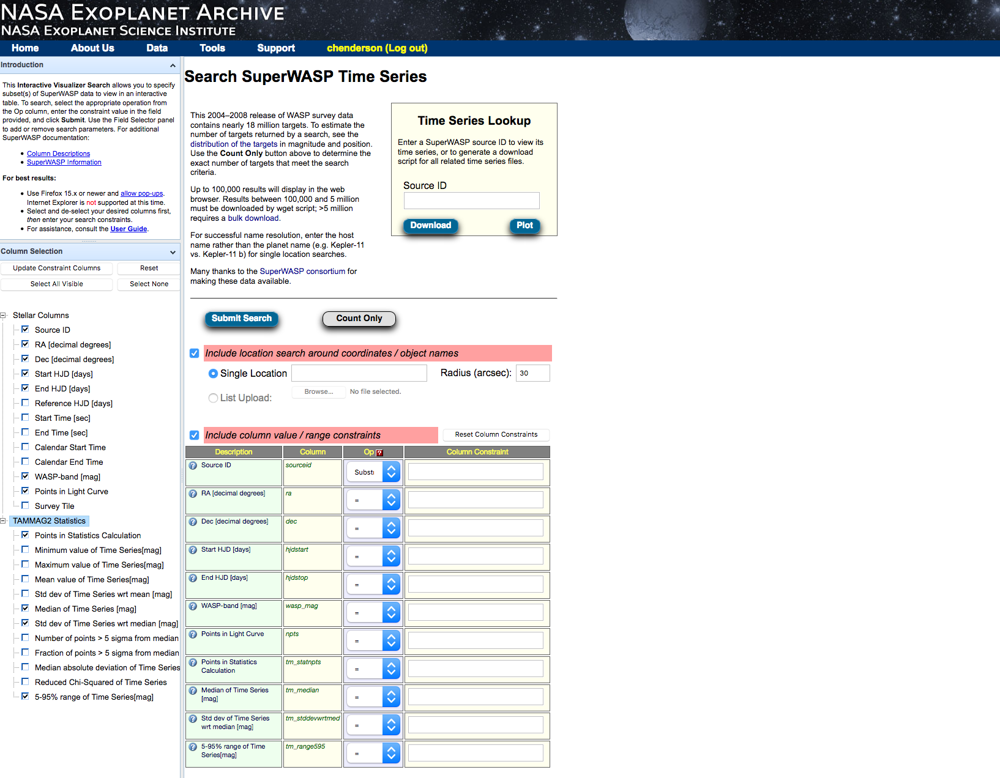 NASA Exoplanet Archive
NASA Exoplanet Science Institute
Home About Us Data Tools Support chenderson (Log out)
Introduction
This Interactive Visualizer Search allows you to specify
subset(s) of SuperWASP data to view in an interactive
table. To search, select the appropriate operation from
the Op column, enter the constraint value in the field
provided, and click Submit. Use the Field Selector panel
to add or remove search parameters. For additional
SuperWASP documentation:
Column Descriptions
SuperWASP Information
For best results:
Use Firefox 15.x or newer and allow pop-ups.
Internet Explorer is not supported at this time.
Select and de-select your desired columns first,
then enter your search constraints.
For assistance, consult the User Guide.
Column Selection
Update Constraint Columns Reset
Select All Visible Select None
Stellar Columns
Source ID
RA [decimal degrees]
Dec [decimal degrees]
Start HJD [days]
End HJD [days]
Reference HJD [days]
Start Time [sec]
End Time [sec]
Calendar Start Time
Calendar End Time
WASP-band [mag]
Points in Light Curve
Survey Tile
TAMMAG2 Statistics
Points in Statistics Calculation
Minimum value of Time Series[mag]
Maximum value of Time Series[mag]
Mean value of Time Series[mag]
Std dev of Time Series wrt mean [mag]
Median of Time Series [mag]
Std dev of Time Series wrt median [mag]
Number of points > 5 sigma from median
Fraction of points > 5 sigma from median
Median absolute deviation of Time Series
Reduced Chi-Squared of Time Series
5-95% range of Time Series[mag]
Search SuperWASP Time Series
This 2004–2008 release of WASP survey data
contains nearly 18 million targets. To estimate the
number of targets returned by a search, see the
distribution of the targets in magnitude and position.
Use the Count Only button above to determine the
exact number of targets that meet the search
criteria.
Up to 100,000 results will display in the web
browser. Results between 100,000 and 5 million
must be downloaded by wget script; >5 million
requires a bulk download.
For successful name resolution, enter the host
name rather than the planet name (e.g. Kepler-11
vs. Kepler-11 b) for single location searches.
Many thanks to the SuperWASP consortium for
making these data available.
Time Series Lookup
Enter a SuperWASP source ID to view its
time series, or to generate a download
script for all related time series files.
Source ID
Download Plot
Submit Search Count Only
Include location search around coordinates / object names
Single Location Radius (arcsec): 30
List Upload: Browse... No file selected.
Include column value / range constraints Reset Column Constraints
Description Column Op ? Column Constraint
? Source ID sourceid Substr
? RA [decimal degrees] ra =
? Dec [decimal degrees] dec =
? Start HJD [days] hjdstart =
? End HJD [days] hjdstop =
? WASP-band [mag] wasp_mag =
? Points in Light Curve npts =
? Points in Statistics tm_statnpts =
Calculation
? Median of Time Series tm_median =
[mag]
? Std dev of Time Series tm_stddevwrtmed =
wrt median [mag]
? 5-95% range of Time tm_range595 =
Series[mag]